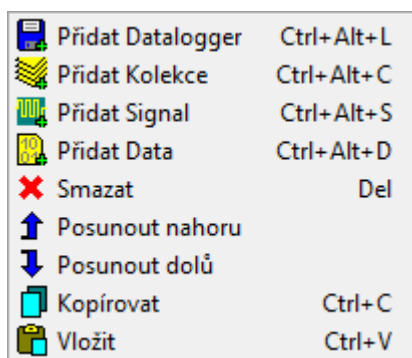 Přidat Datalogger Ctrl+Alt+L
Přidat Kolekce Ctrl+Alt+C
Přidat Signal Ctrl+Alt+S
Přidat Data Ctrl+Alt+D
Smazat Del
Posunout nahoru
Posunout dolů
Kopírovat Ctrl+C
Vložit Ctrl+V